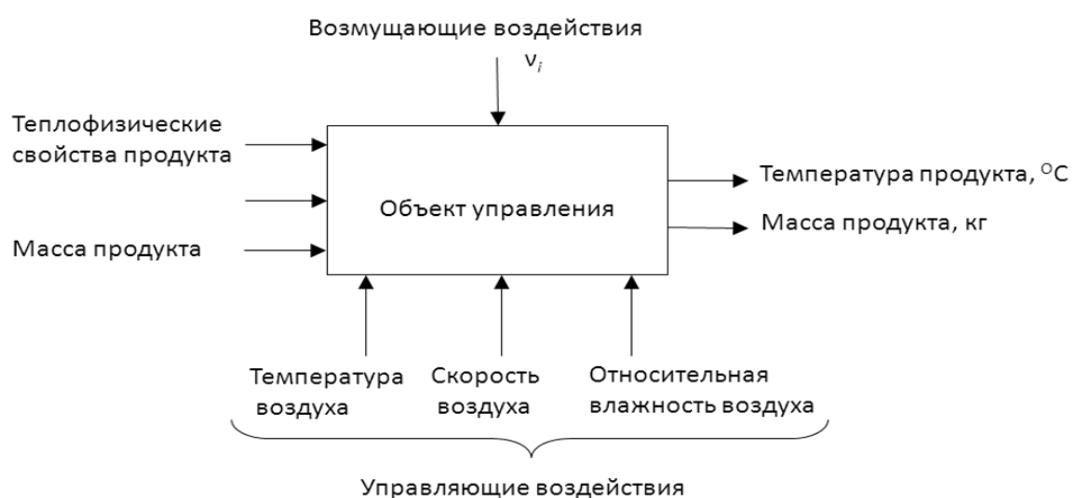 Возмущающие воздействия
νᵢ
Теплофизические
свойства продукта
Масса продукта
Объект управления
Температура продукта, ᴼС
Масса продукта, кг
Температура
воздуха
Скорость
воздуха
Относительная
влажность воздуха
Управляющие воздействия